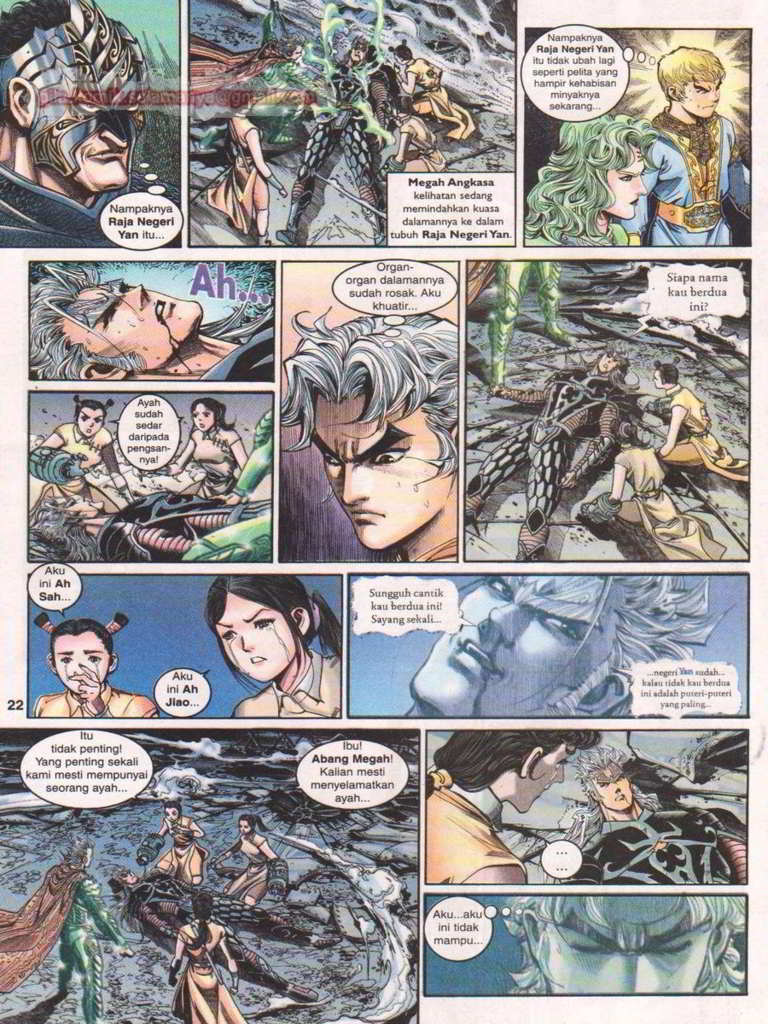 Nampaknya
Raja Negeri
Yan itu...
Megah Angkasa
kelihatan sedang
memindahkan kuasa
dalamannya ke dalam
tubuh Raja Negeri Yan.
Nampaknya
Raja Negeri Yan
itu tidak ubah lagi
seperti pelita yang
hampir kehabisan
minyaknya
sekarang...
Ah...
Ayah
sudah
sedar
daripada
pengsan-
nya!
Organ-
organ dalamannya
sudah rosak. Aku
khuatir...
Siapa nama
kau berdua
ini?
Aku
ini Ah
Sah...
Aku
ini Ah
Jiao...
Sungguh cantik
kau berdua ini!
Sayang sekali...
...negeri Yan sudah...
kalau tidak kau berdua
ini adalah puteri-puteri
yang paling...
22
Itu
tidak penting!
Yang penting sekali
kami mesti mempunyai
seorang ayah...
Ibu!
Abang Megah!
Kalian mesti
menyelamatkan
ayah...
...
...
Aku...aku
ini tidak
mampu...